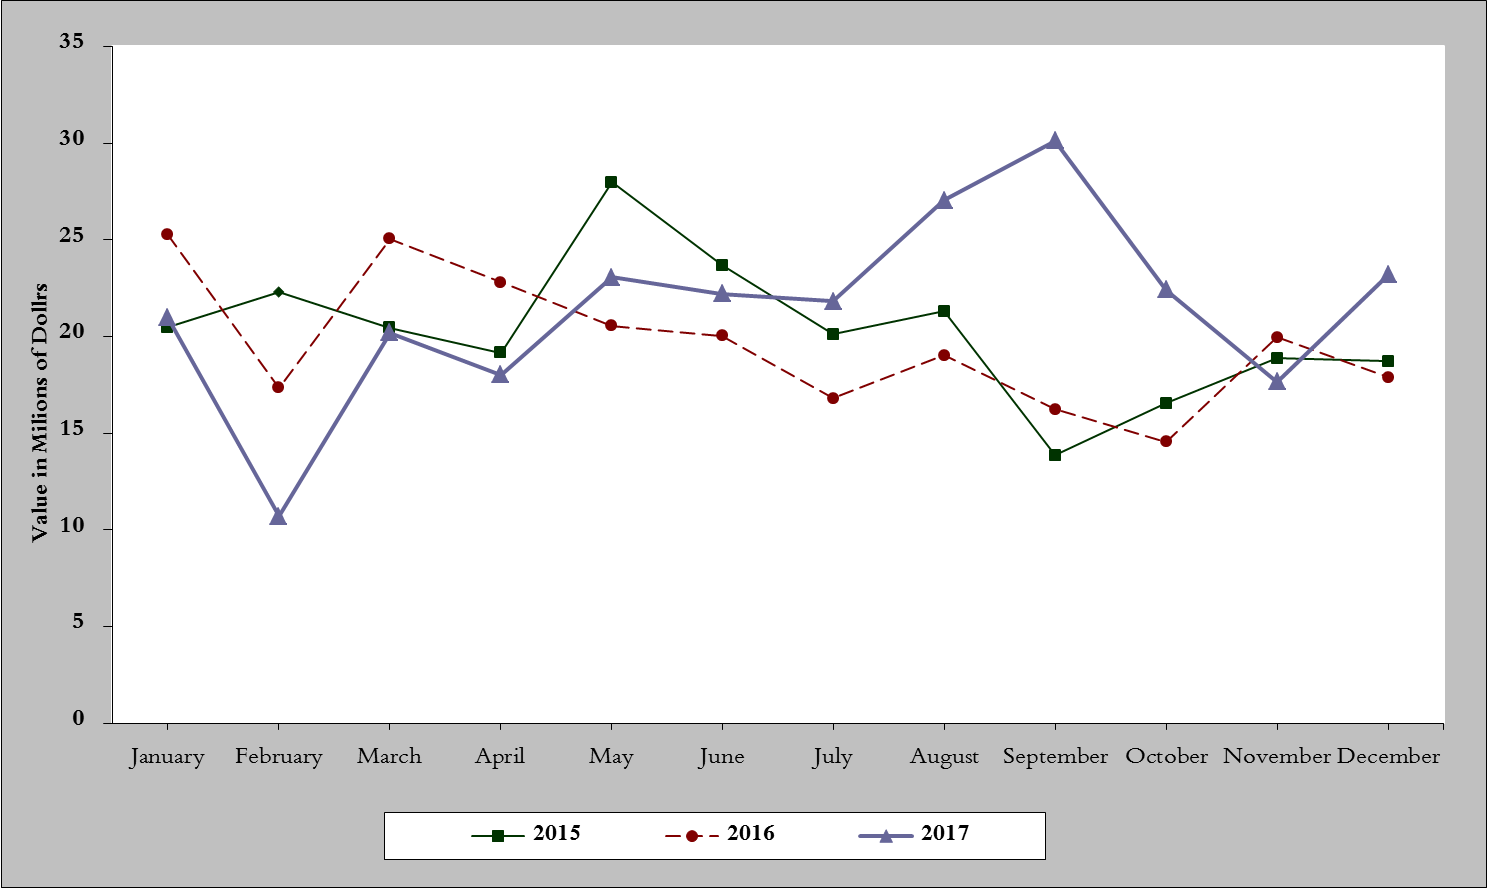 35
30
25
20
15
10
5
0
Value in Milions of Dollrs
January February March April May June July August September October November December
2015 2016 2017